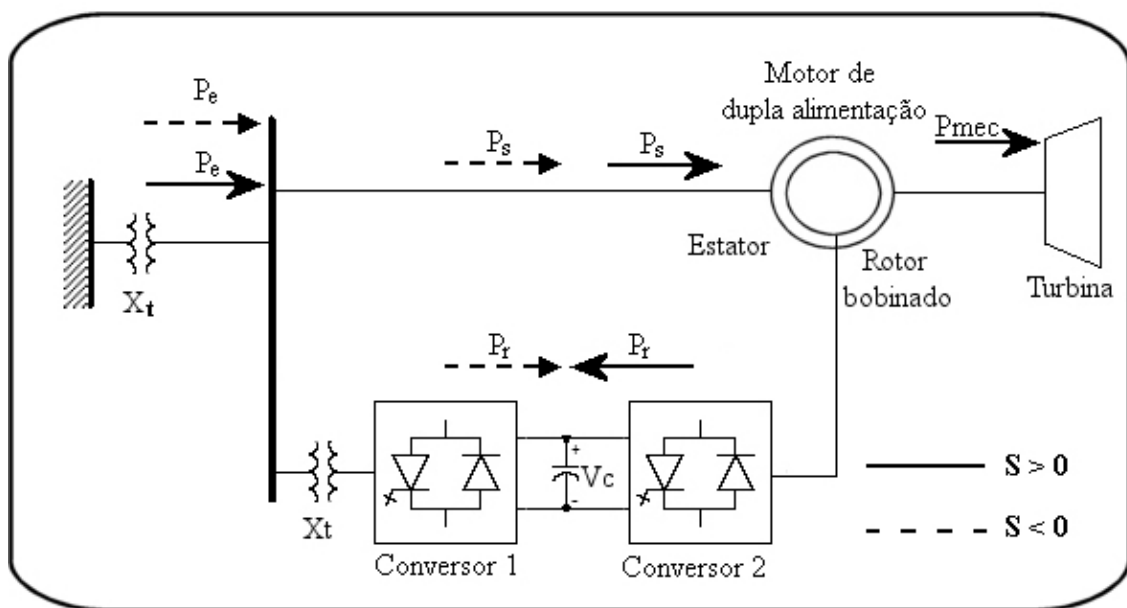 Motor de
dupla alimentação
Pe
Ps
Ps
Pmec
Pe
Estator
Rotor
bobinado
Turbina
Xt
Pr
Pr
+
Vc
-
Xt
Conversor 1
Conversor 2
S > 0
S < 0